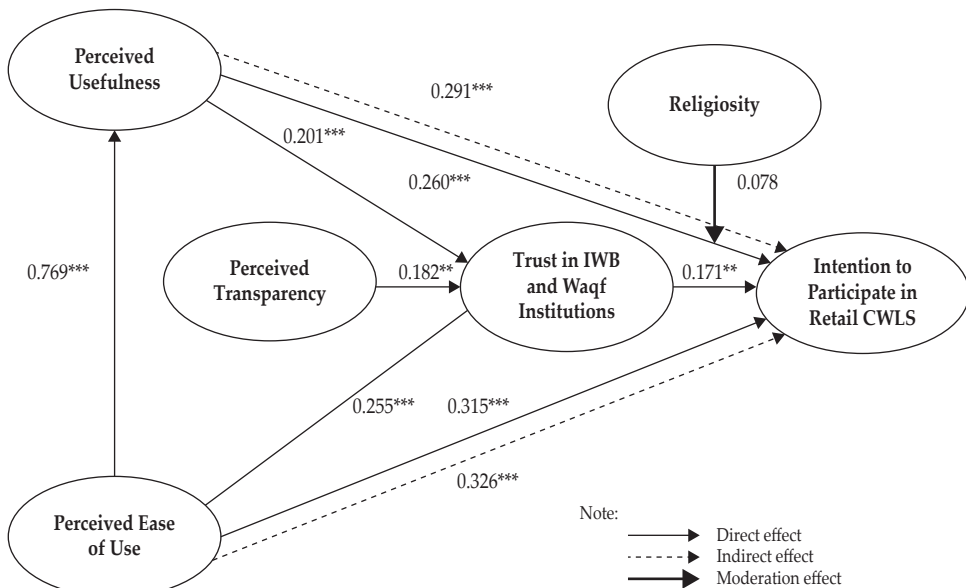 Perceived
Usefulness
0.291***
Religiosity
0.201***
0.260***
0.078
0.769***
Perceived
Transparency
0.182**
Trust in IWB
and Waqf
Institutions
0.171**
Intention to
Participate in
Retail CWLS
0.255***
0.315***
0.326***
Perceived Ease
of Use
Note:
Direct effect
Indirect effect
Moderation effect